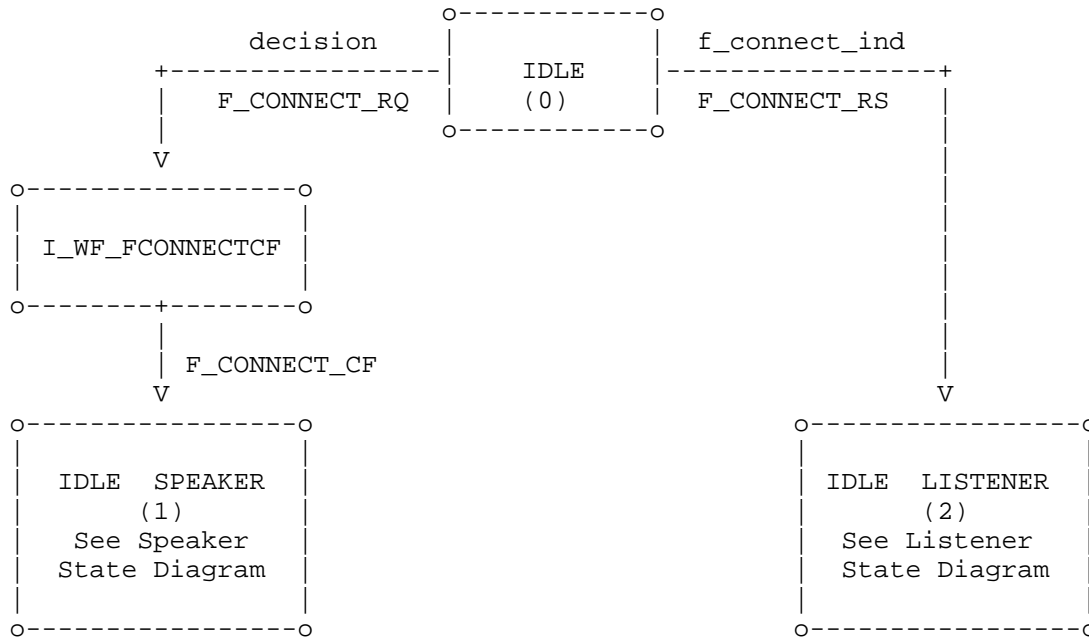 decision f_connect_ind
IDLE
F_CONNECT_RQ (0) F_CONNECT_RS
I_WF_FCONNECTCF
F_CONNECT_CF
IDLE SPEAKER IDLE LISTENER
(1) (2)
See Speaker See Listener
State Diagram State Diagram